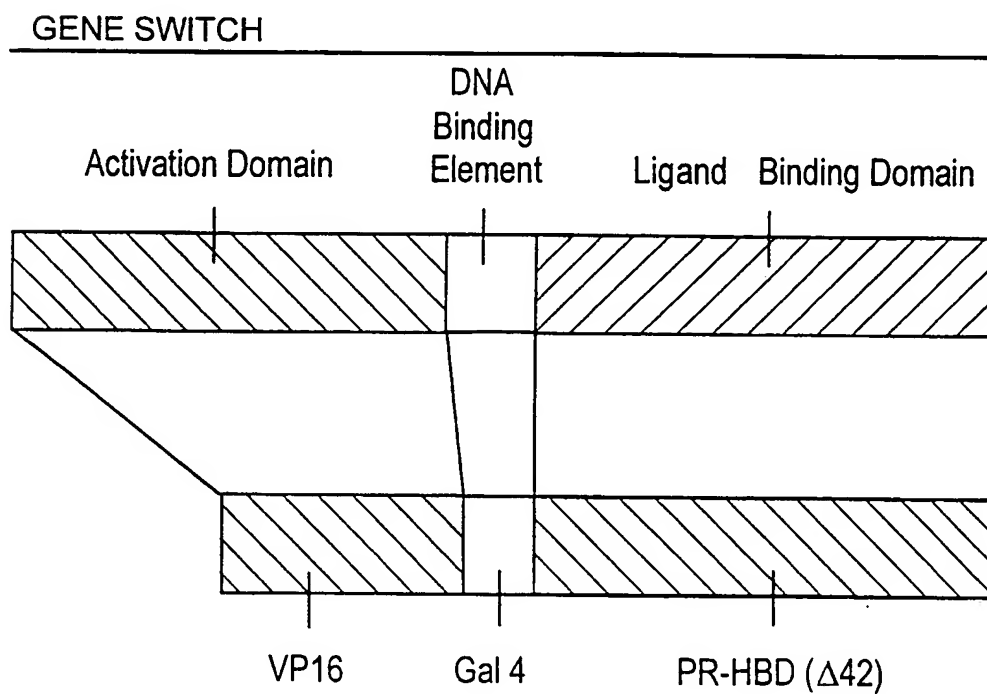 GENE SWITCH
DNA
Binding
Element
Activation Domain
Ligand Binding Domain
VP16
Gal 4
PR-HBD (Δ42)